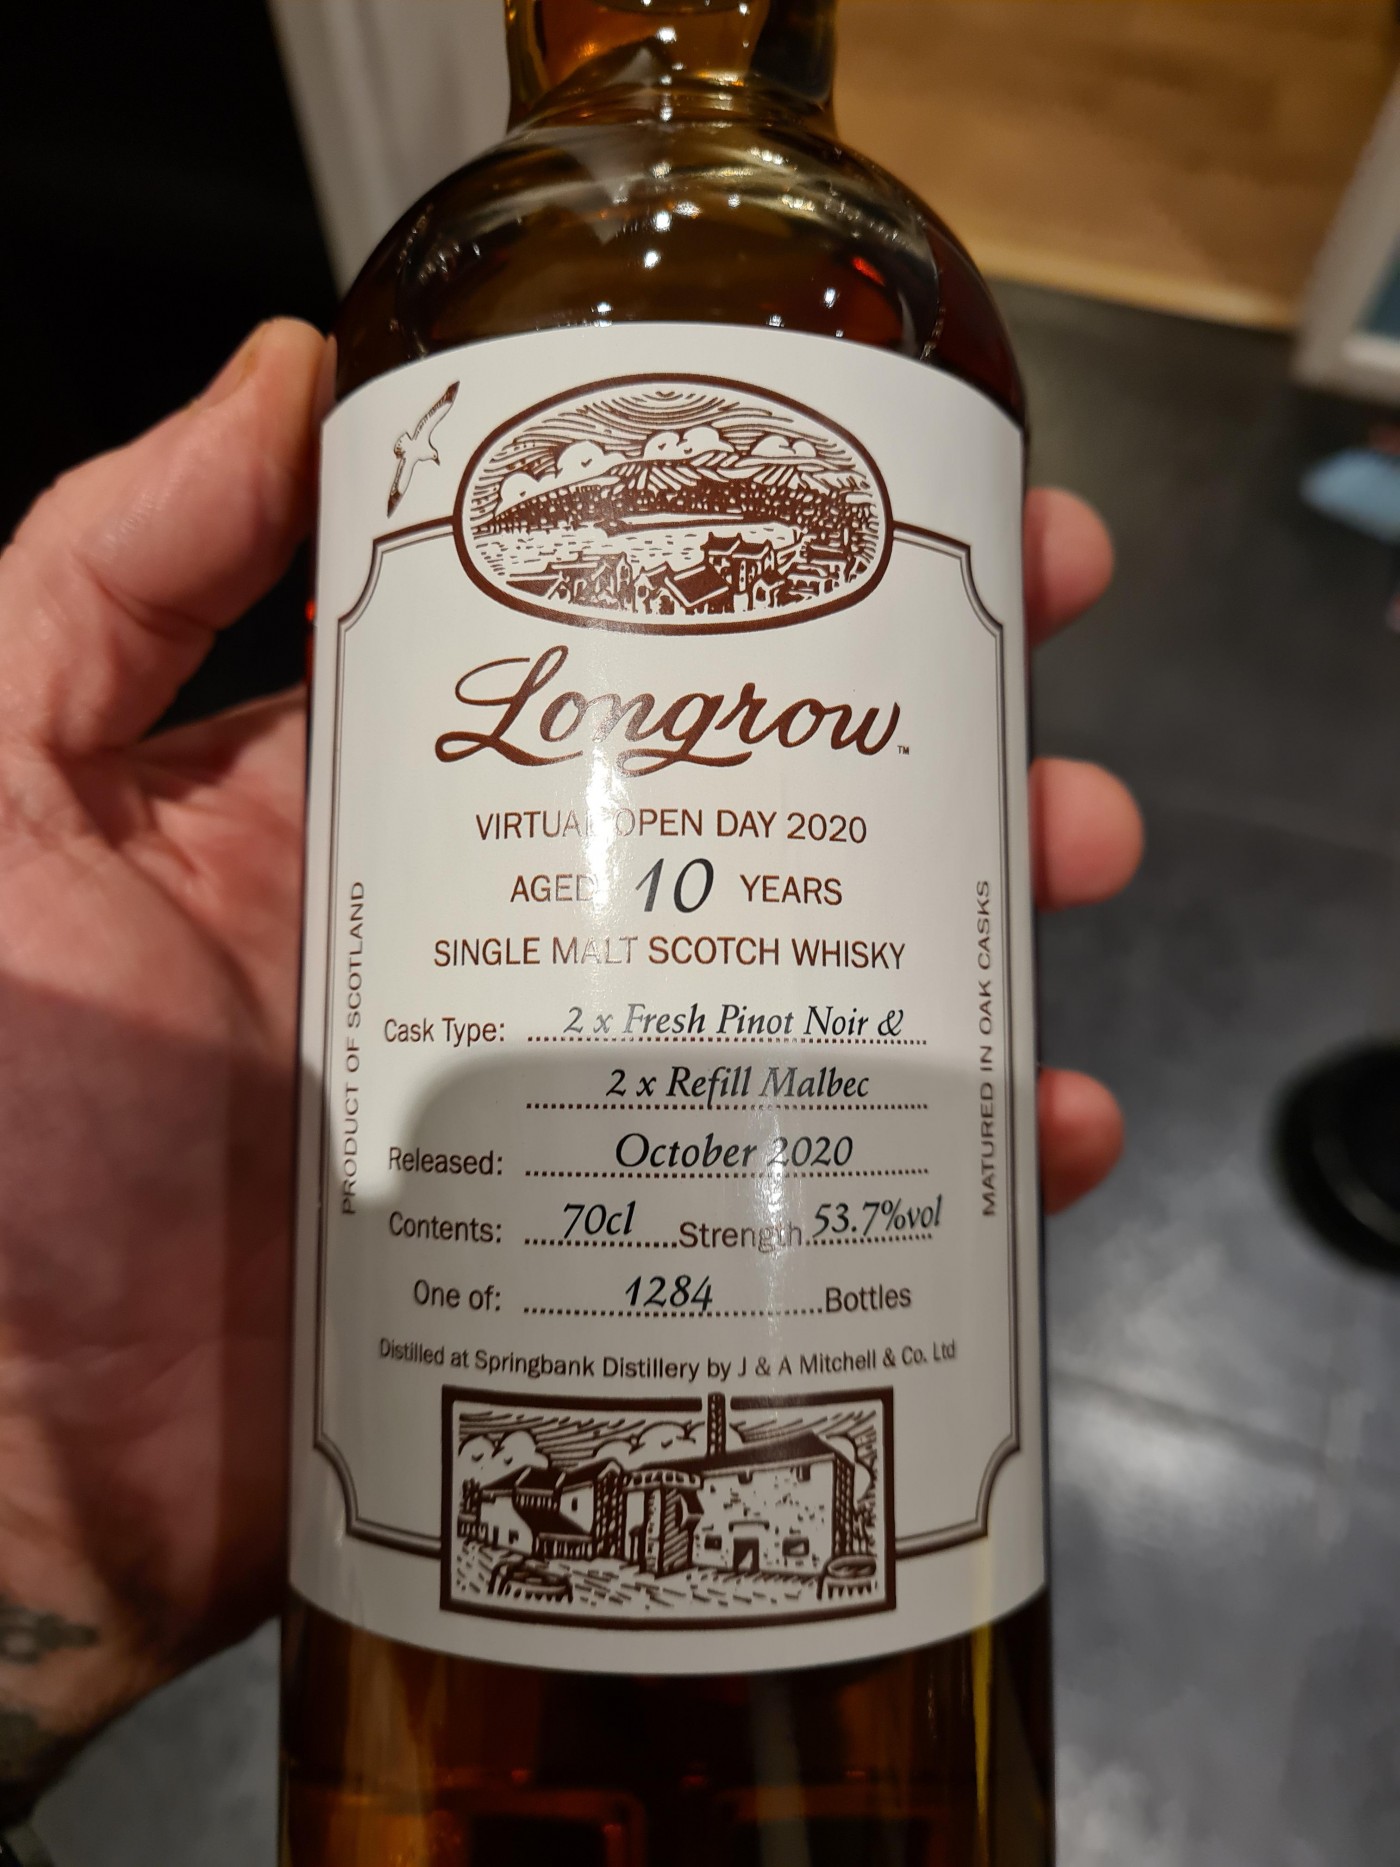 Longrow™
VIRTUAL OPEN DAY 2020
AGED 10 YEARS
SINGLE MALT SCOTCH WHISKY
Cask Type: 2 x Fresh Pinot Noir &
2 x Refill Malbec
Released: October 2020
Contents: 70cl Strength 53.7%vol
One of: 1284 Bottles
Distilled at Springbank Distillery by J & A Mitchell & Co. Ltd
PRODUCT OF SCOTLAND
MATURED IN OAK CASKS